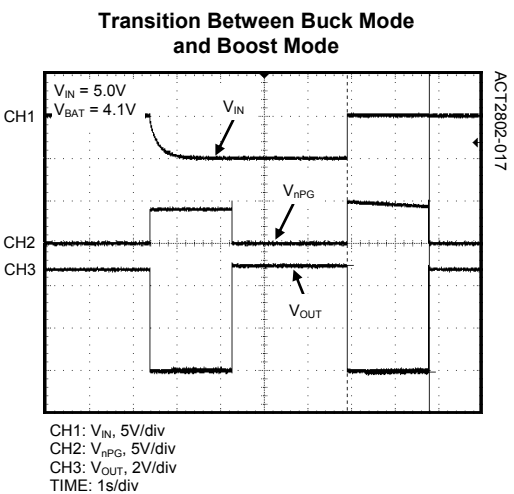 Transition Between Buck Mode
and Boost Mode
VIN = 5.0V
VBAT = 4.1V
CH1
VIN
ACT2802-017
VnPG
CH2
CH3
VOUT
CH1: VIN, 5V/div
CH2: VnPG, 5V/div
CH3: VOUT, 2V/div
TIME: 1s/div